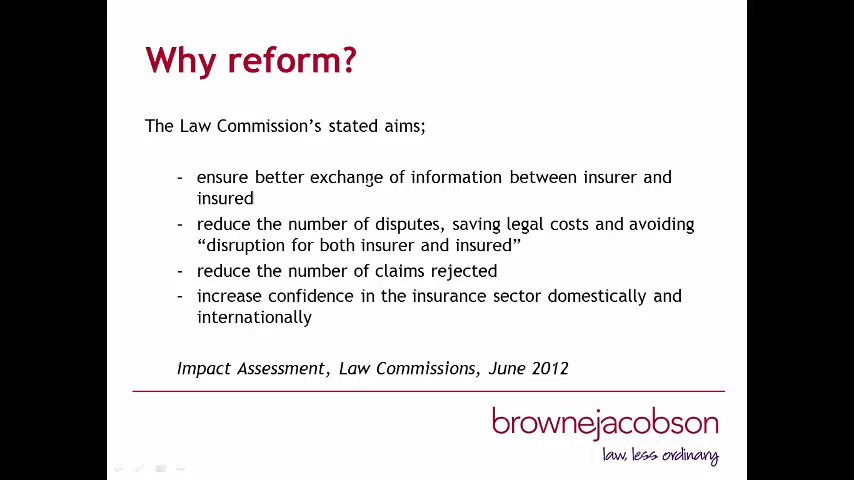 Why reform?
The Law Commission's stated aims;
- ensure better exchange of information between insurer and
insured
- reduce the number of disputes, saving legal costs and avoiding
“disruption for both insurer and insured”
- reduce the number of claims rejected
- increase confidence in the insurance sector domestically and
internationally
Impact Assessment, Law Commissions, June 2012
brownejacobson
law, less ordinary